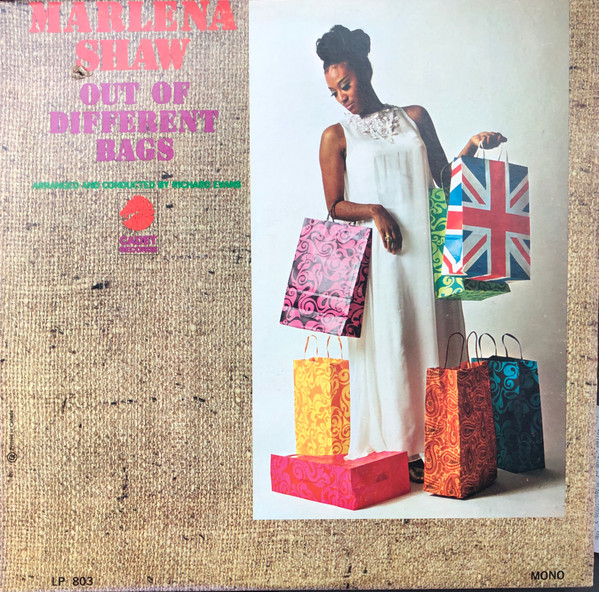 MARLENA
SHAW
OUT OF
DIFFERENT
BAGS
ARRANGED AND CONDUCTED BY RICHARD EVANS
CADET
RECORDS
LP 803
MONO